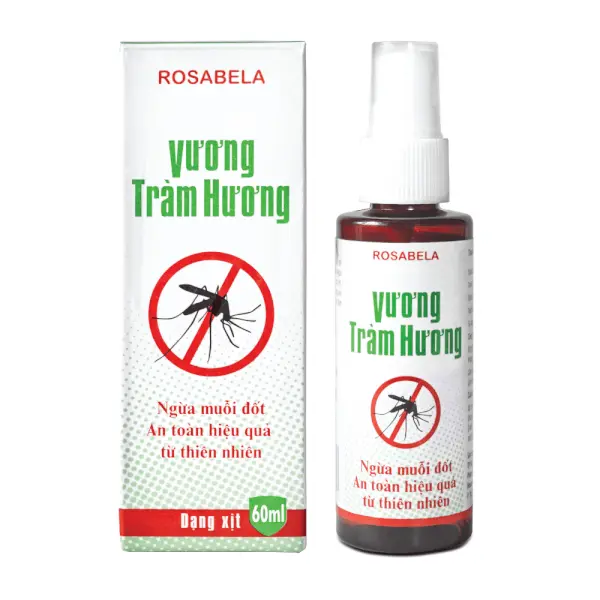 ROSABELA
Vương
Tràm Hương
Ngừa muỗi đốt
An toàn hiệu quả
từ thiên nhiên
Dạng xịt 60ml
ROSABELA
Vương
Tràm Hương
Ngừa muỗi đốt
An toàn hiệu quả
từ thiên nhiên